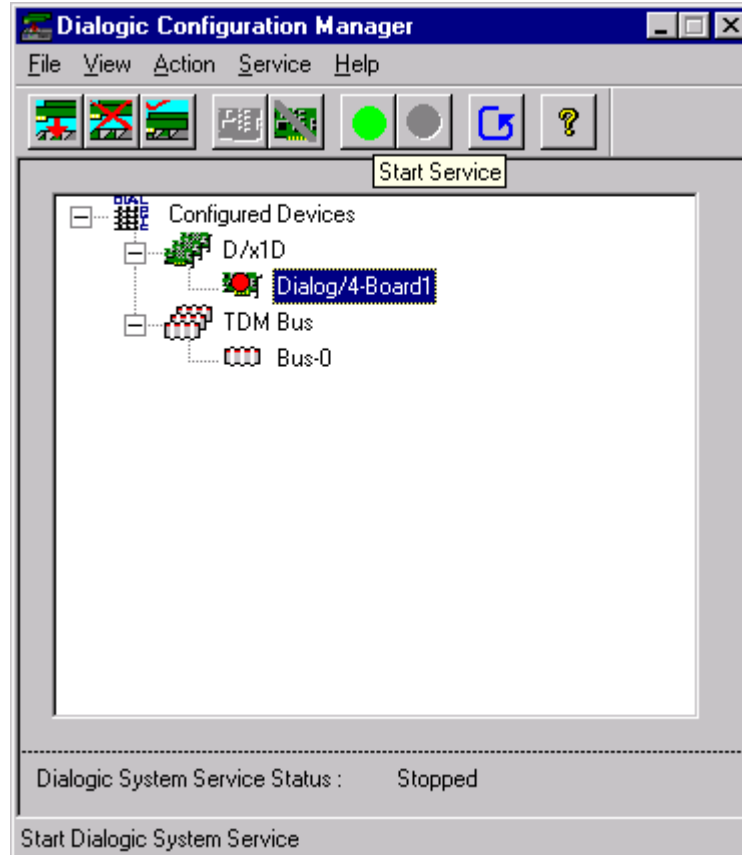 Dialogic Configuration Manager
File View Action Service Help
?
Start Service
DIAL
Configured Devices
D/x1D
Dialog/4-Board1
TDM Bus
Bus-0
Dialogic System Service Status : Stopped
Start Dialogic System Service